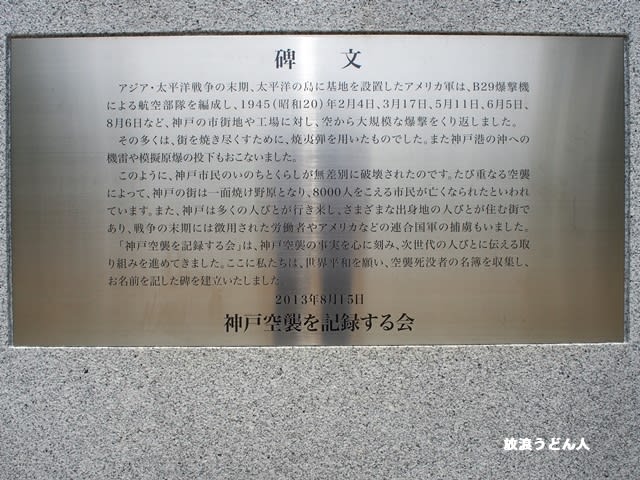 碑文
アジア・太平洋戦争の末期、太平洋の島に基地を設置したアメリカ軍は、B29爆撃機
による航空部隊を編成し、1945(昭和20)年2月4日、3月17日、5月11日、6月5日、
8月6日など、神戸の市街地や工場に対し、空から大規模な爆撃をくり返しました。
その多くは、街を焼き尽くすために、焼夷弾を用いたものでした。また神戸港の沖への
機雷や模擬原爆の投下もおこないました。
このように、神戸市民のいのちとくらしが無差別に破壊されたのです。たび重なる空襲
によって、神戸の街は一面焼け野原となり、8000人をこえる市民が亡くなられたといわれ
ています。また、神戸は多くの人びとが行き来し、さまざまな出身地の人びとが住む街で
あり、戦争の末期には徴用された労働者やアメリカなどの連合国軍の捕虜もいました。
「神戸空襲を記録する会」は、神戸空襲の事実を心に刻み、次世代の人びとに伝える取
り組みを進めてきました。ここに私たちは、世界平和を願い、空襲死没者の名簿を収集し、
お名前を記した碑を建立いたしました
2013年8月15日
神戸空襲を記録する会
放浪うどん人